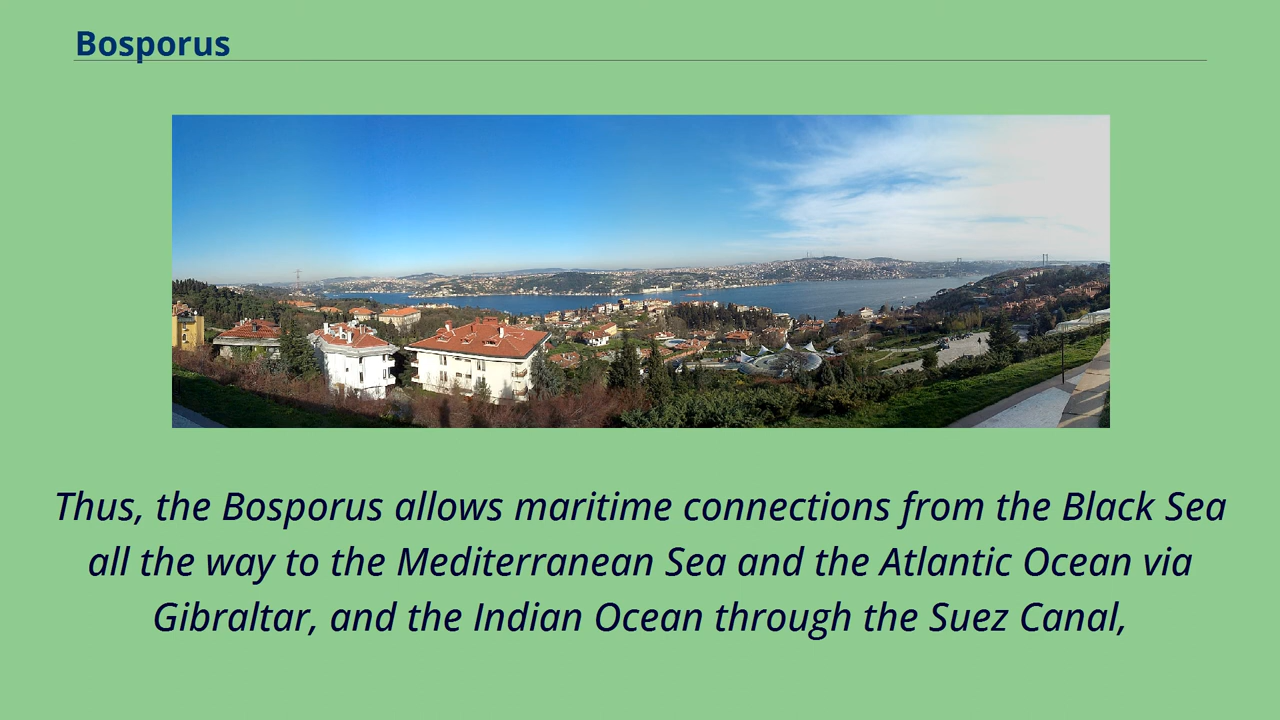 Bosporus
Thus, the Bosporus allows maritime connections from the Black Sea
all the way to the Mediterranean Sea and the Atlantic Ocean via
Gibraltar, and the Indian Ocean through the Suez Canal,